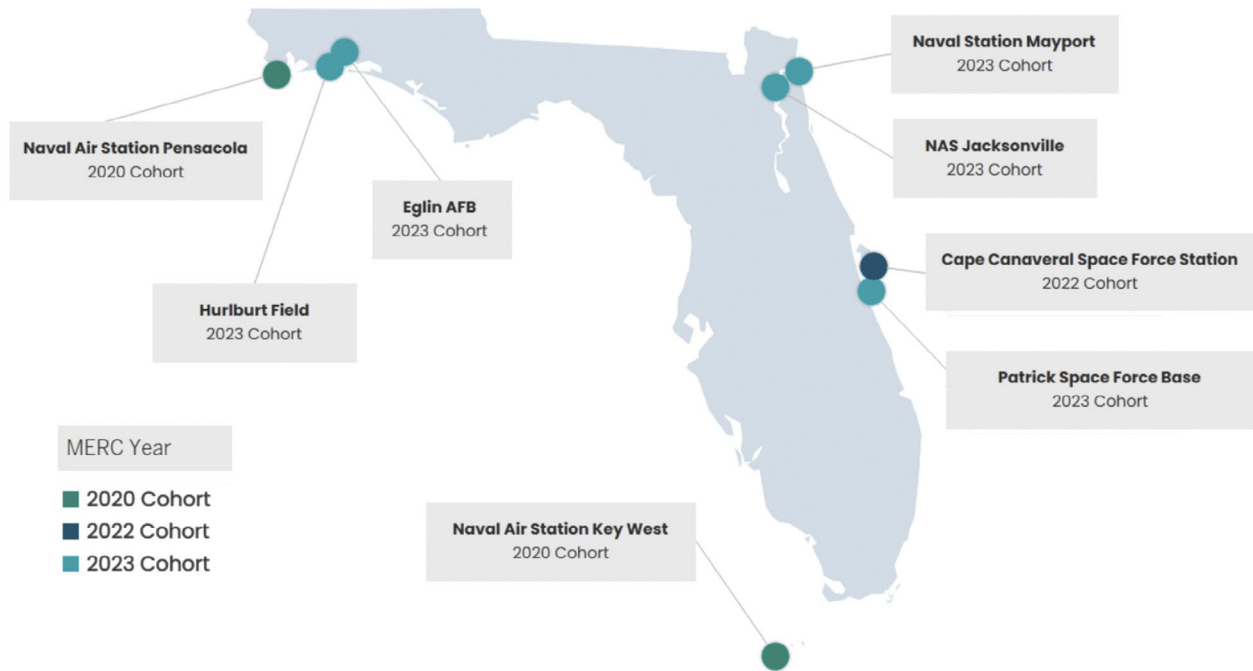 Naval Station Mayport
2023 Cohort
Naval Air Station Pensacola
2020 Cohort
NAS Jacksonville
2023 Cohort
Eglin AFB
2023 Cohort
Cape Canaveral Space Force Station
2022 Cohort
Hurlburt Field
2023 Cohort
Patrick Space Force Base
2023 Cohort
MERC Year
2020 Cohort
2022 Cohort
2023 Cohort
Naval Air Station Key West
2020 Cohort